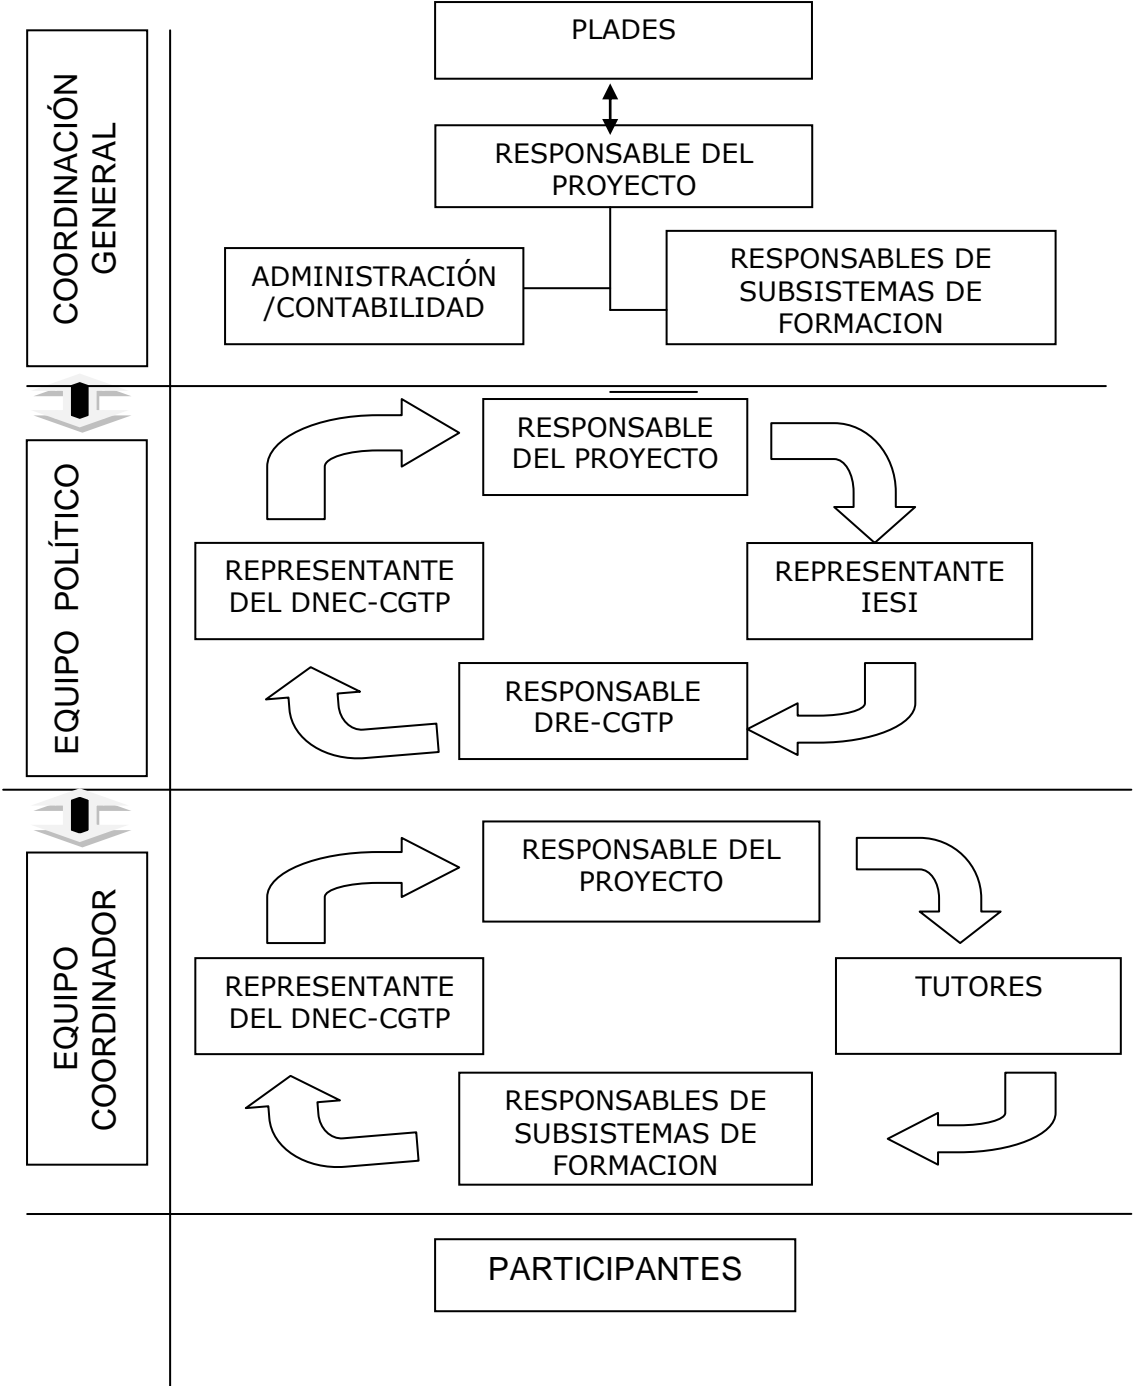 COORDINACIÓN
GENERAL
PLADES
RESPONSABLE DEL
PROYECTO
ADMINISTRACIÓN
/CONTABILIDAD
RESPONSABLES DE
SUBSISTEMAS DE
FORMACION
EQUIPO POLÍTICO
RESPONSABLE
DEL PROYECTO
REPRESENTANTE
DEL DNEC-CGTP
REPRESENTANTE
IESI
RESPONSABLE
DRE-CGTP
EQUIPO
COORDINADOR
RESPONSABLE DEL
PROYECTO
REPRESENTANTE
DEL DNEC-CGTP
TUTORES
RESPONSABLES DE
SUBSISTEMAS DE
FORMACION
PARTICIPANTES